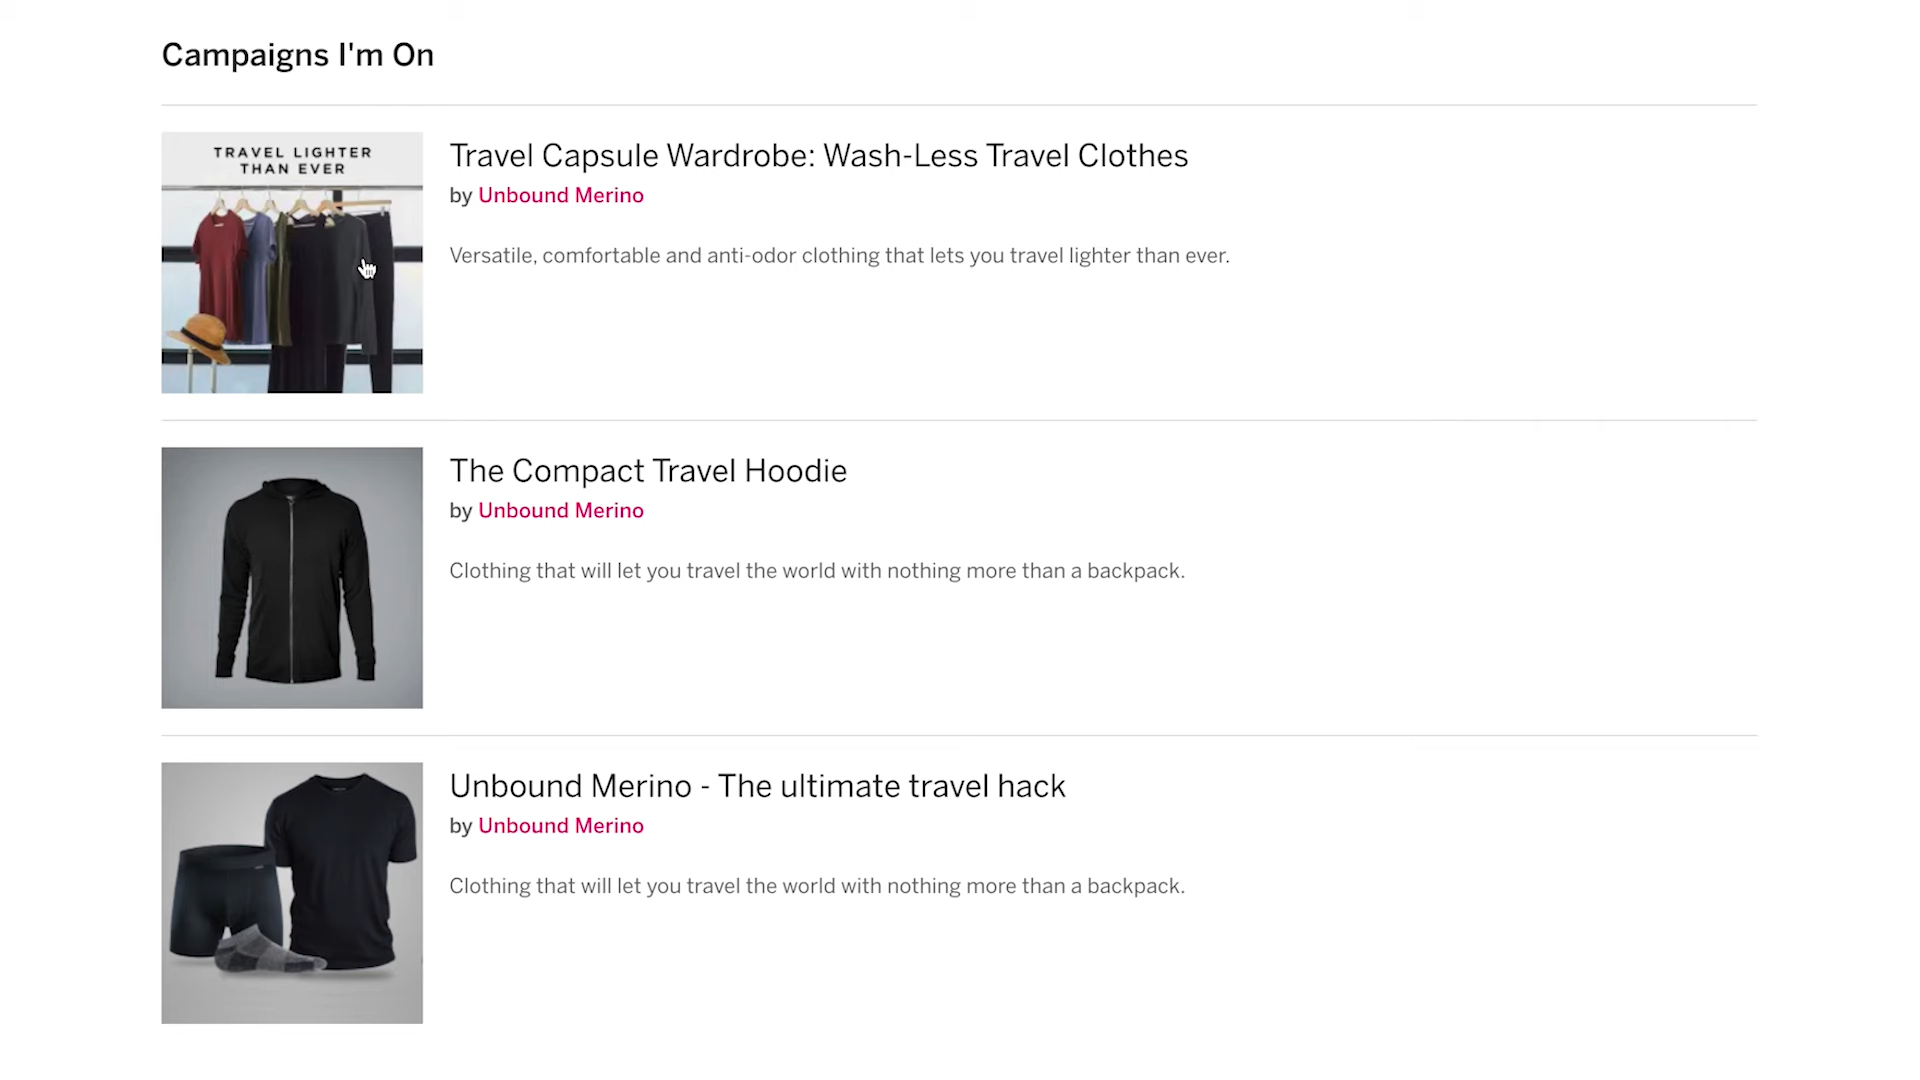 Campaigns I'm On
TRAVEL LIGHTER
THAN EVER
Travel Capsule Wardrobe: Wash-Less Travel Clothes
by Unbound Merino
Versatile, comfortable and anti-odor clothing that lets you travel lighter than ever.
The Compact Travel Hoodie
by Unbound Merino
Clothing that will let you travel the world with nothing more than a backpack.
Unbound Merino - The ultimate travel hack
by Unbound Merino
Clothing that will let you travel the world with nothing more than a backpack.